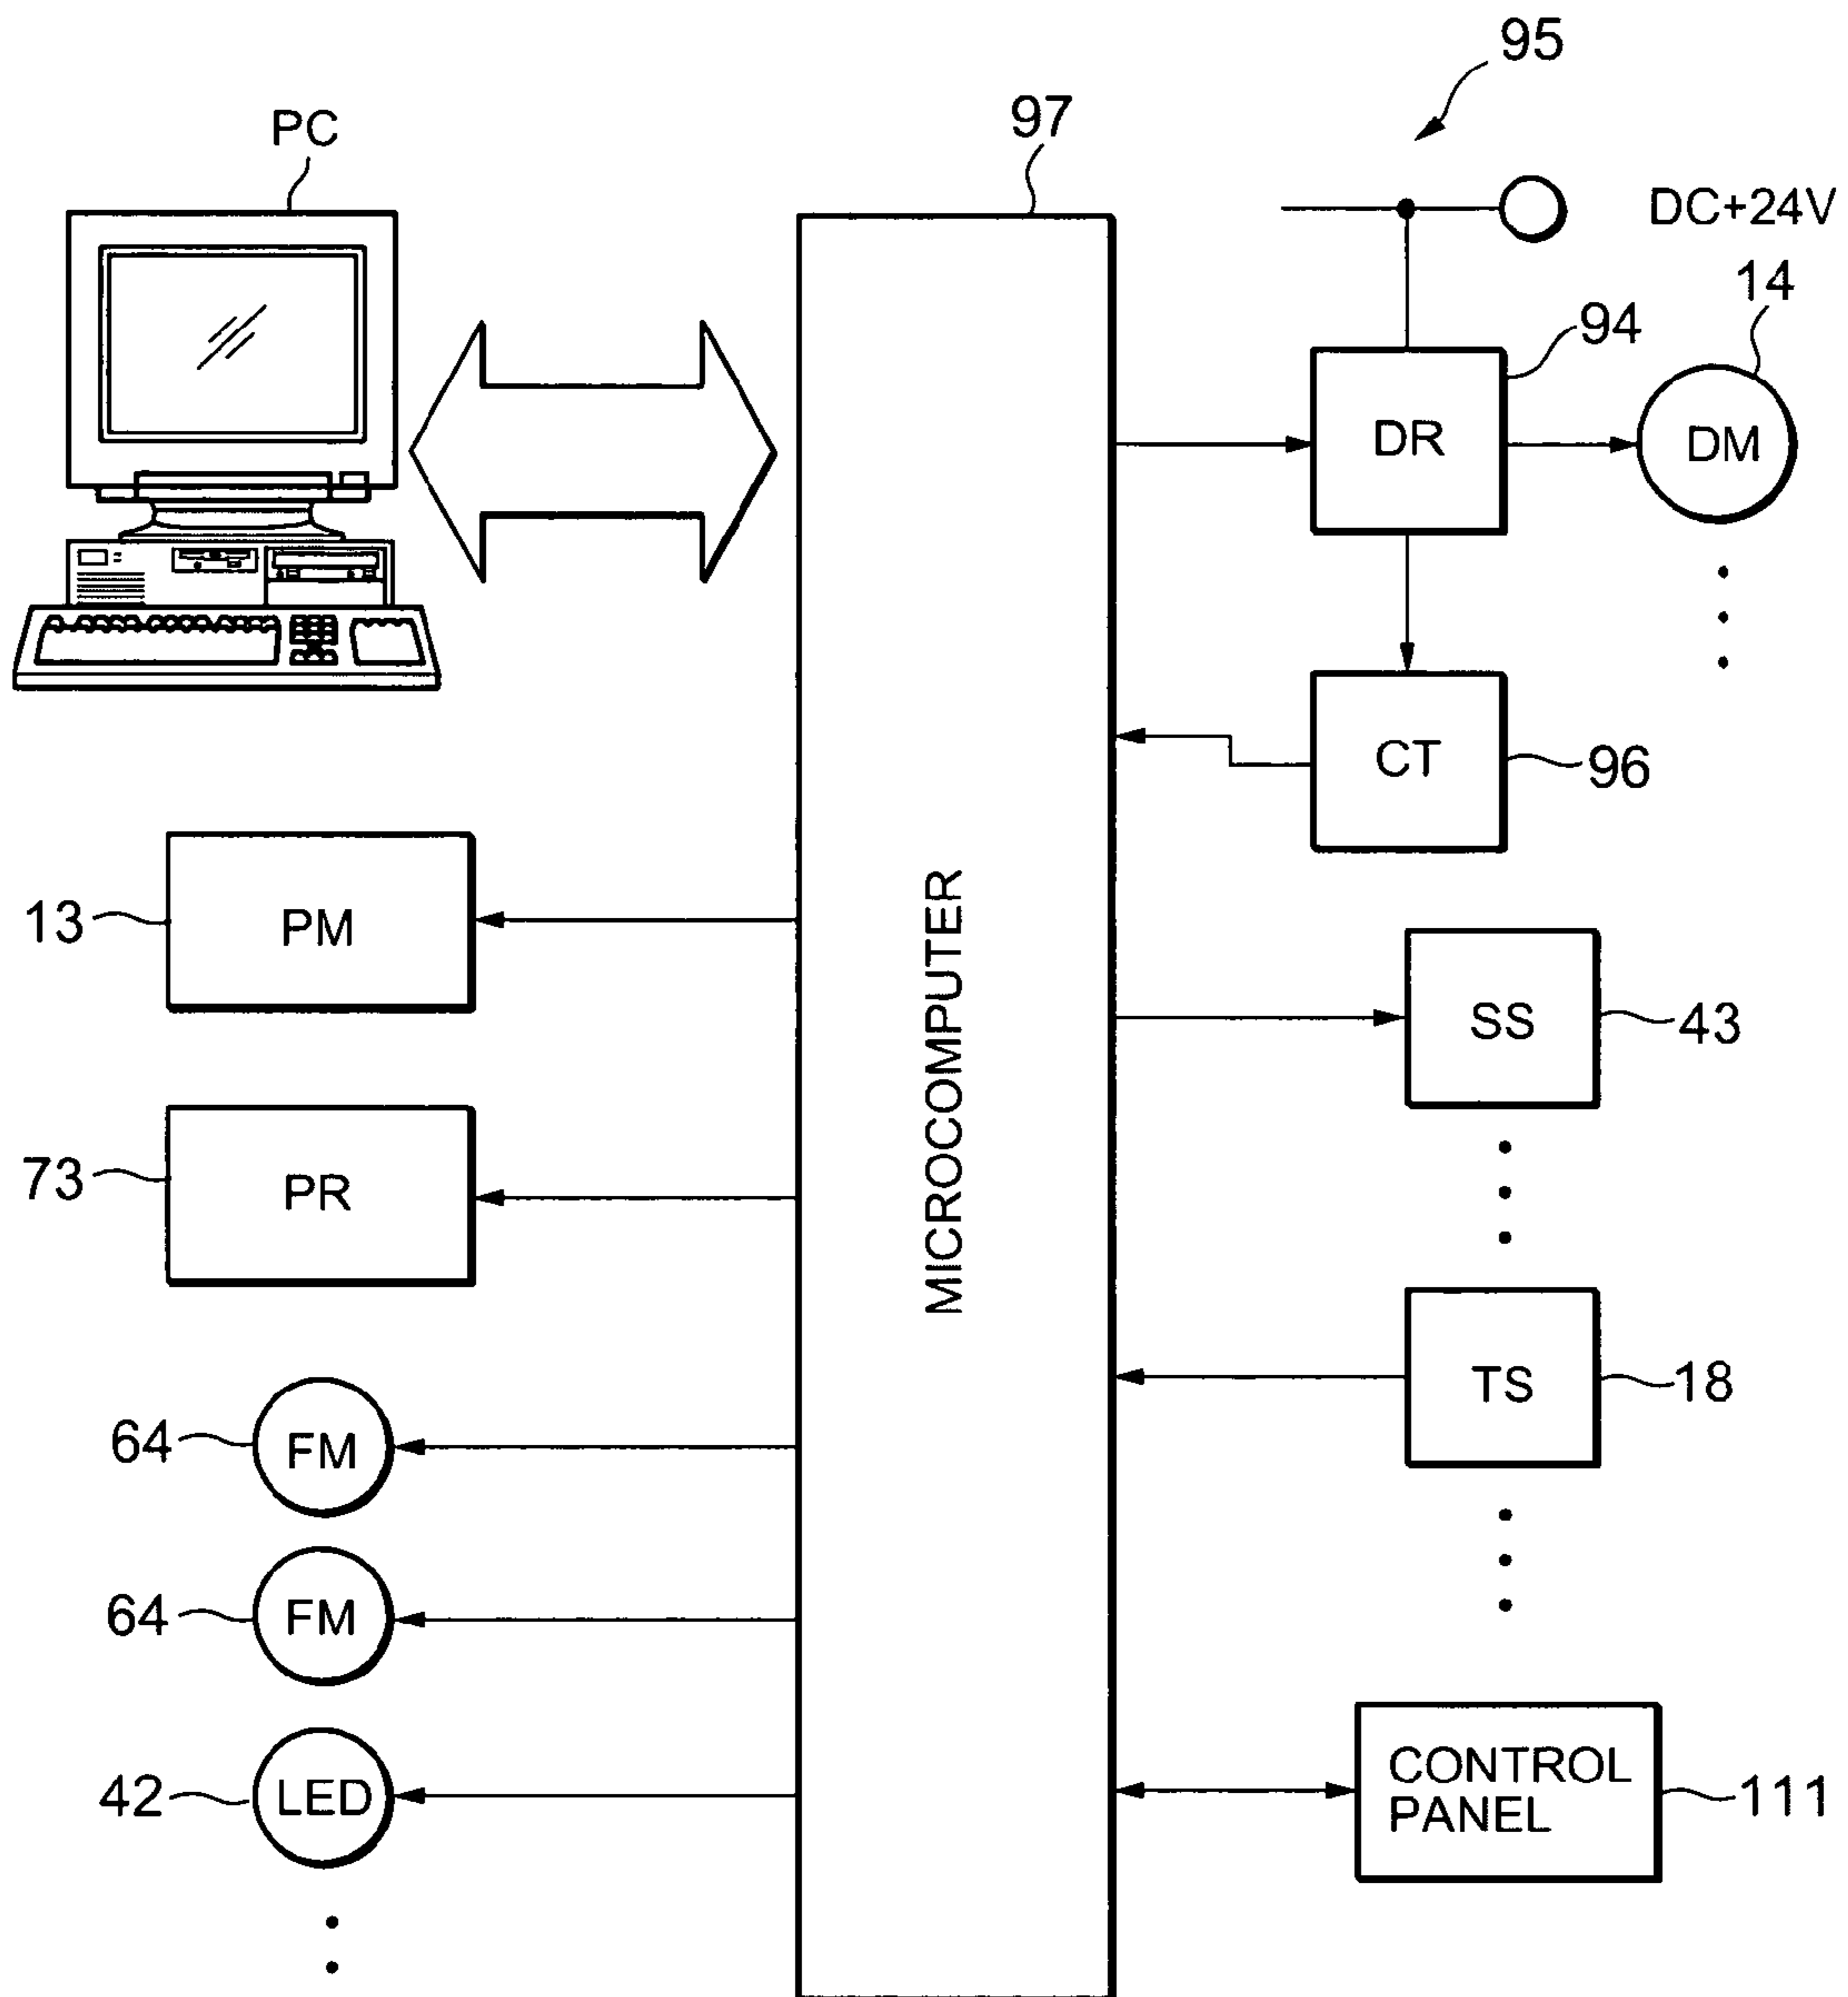 95
PC
97
DC+24V
14
94
DR
DM
CT
96
13
PM
MICROCOMPUTER
SS
43
73
PR
TS
18
64
FM
64
FM
42
LED
CONTROL
PANEL
111